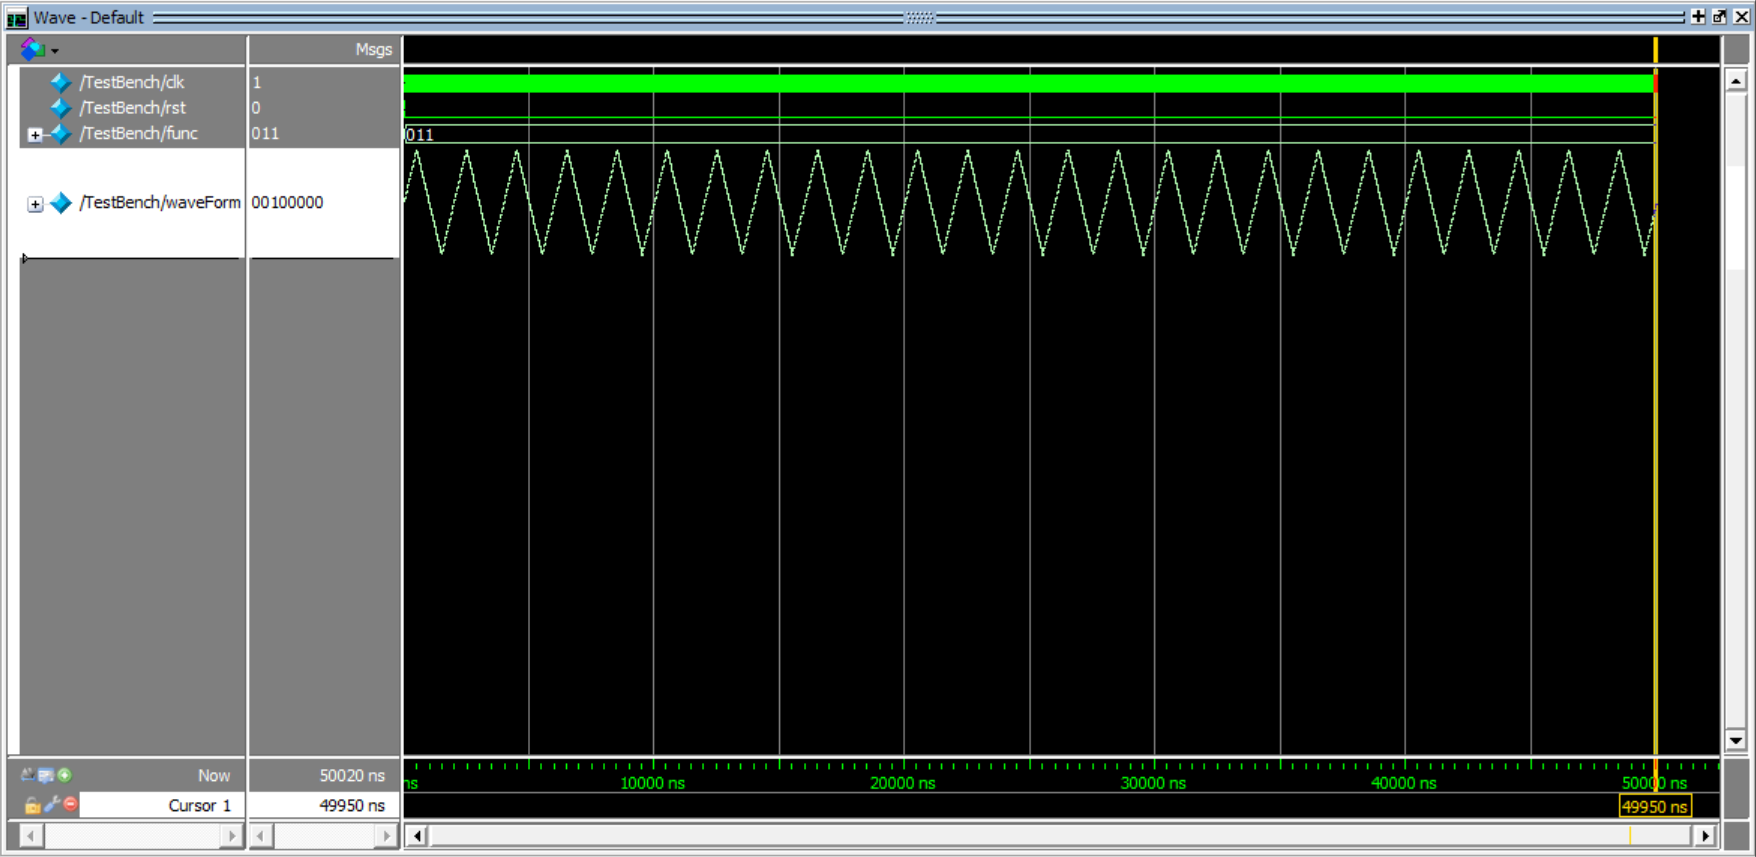 Wave - Default
Msgs
/TestBench/clk 1
/TestBench/rst 0
/TestBench/func 011 011
/TestBench/waveForm 00100000
Now 50020 ns ns 10000 ns 20000 ns 30000 ns 40000 ns 50000 ns
Cursor 1 49950 ns 49950 ns